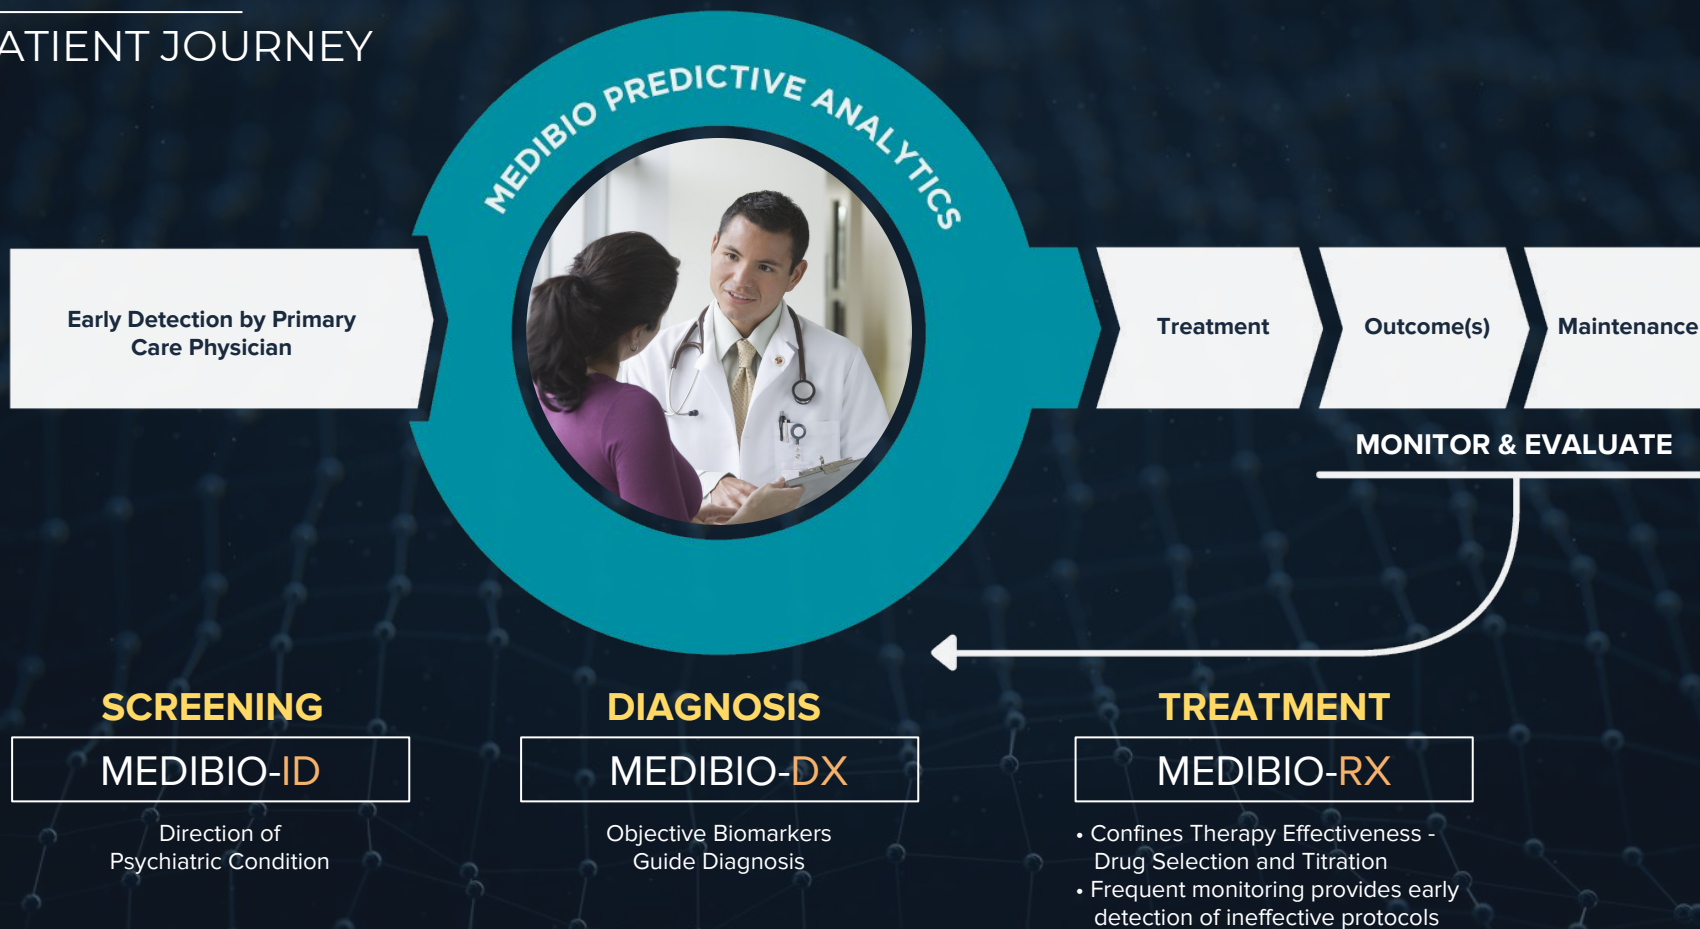 ATIENT JOURNEY
MEDIBIO PREDICTIVE ANALYTICS
Early Detection by Primary
Care Physician
Treatment
Outcome(s)
Maintenance
MONITOR & EVALUATE
SCREENING
MEDIBIO-ID
Direction of
Psychiatric Condition
DIAGNOSIS
MEDIBIO-DX
Objective Biomarkers
Guide Diagnosis
TREATMENT
MEDIBIO-RX
• Confines Therapy Effectiveness -
Drug Selection and Titration
• Frequent monitoring provides early
detection of ineffective protocols